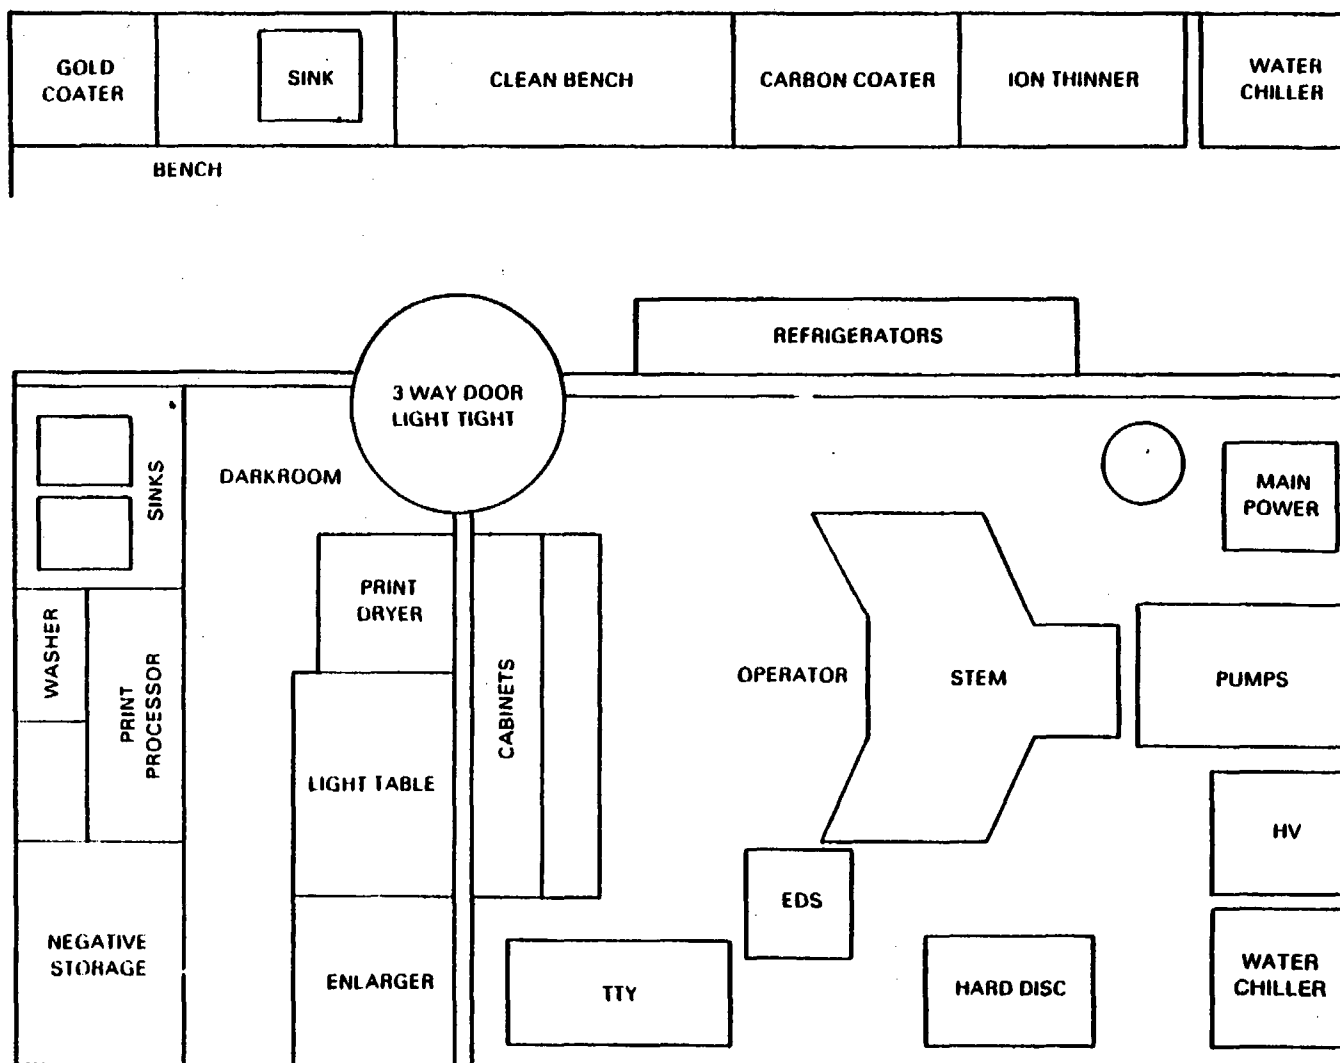 GOLD
COATER
SINK
CLEAN BENCH
CARBON COATER
ION THINNER
WATER
CHILLER
BENCH
REFRIGERATORS
3 WAY DOOR
LIGHT TIGHT
DARKROOM
SINKS
MAIN
POWER
PRINT
DRYER
WASHER
PRINT
PROCESSOR
CABINETS
OPERATOR
STEM
PUMPS
LIGHT TABLE
HV
EDS
NEGATIVE
STORAGE
ENLARGER
TTY
HARD DISC
WATER
CHILLER